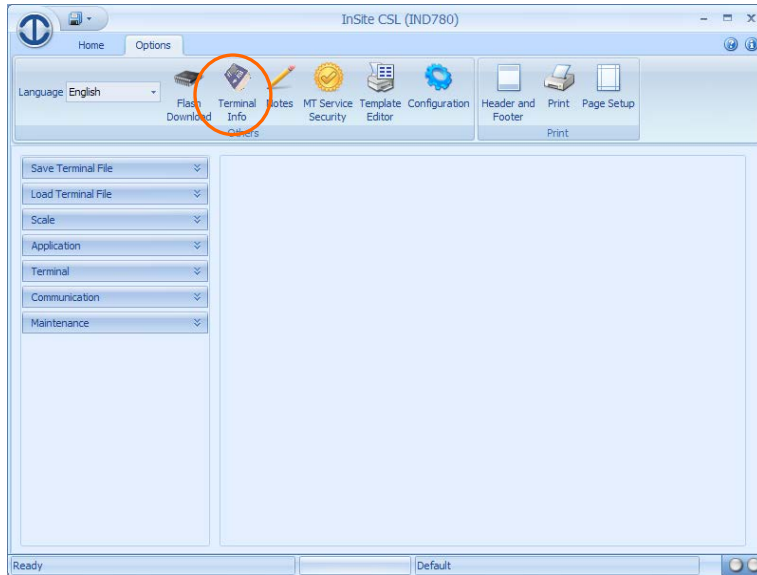 InSite CSL (IND780)
Home Options
Language English
Flash Download
Terminal Info
Notes
MT Service Security
Template Editor
Configuration
Header and Footer
Print
Page Setup
Others
Print
Save Terminal File
Load Terminal File
Scale
Application
Terminal
Communication
Maintenance
Ready
Default